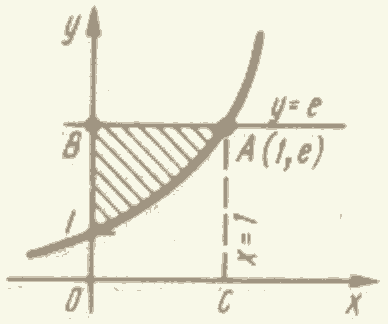 y
y = e
B
A (1, e)
1
x = 1
O
C
x